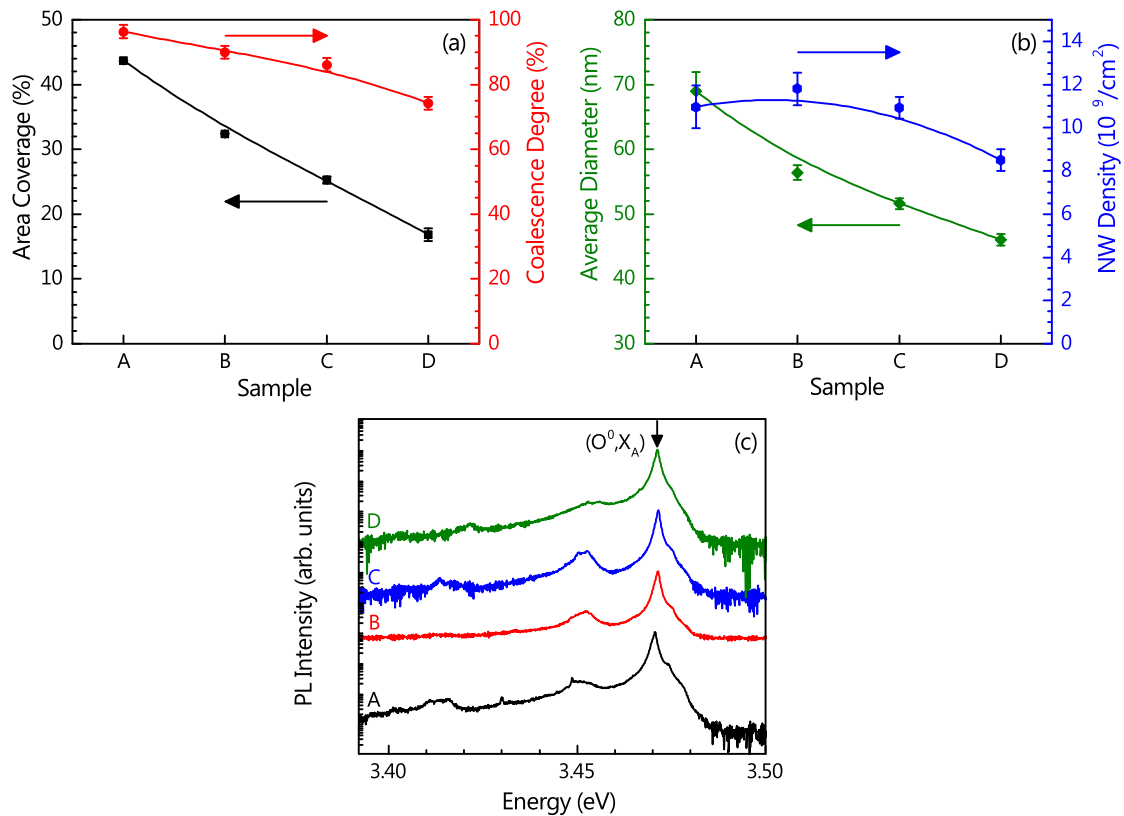 (a)
Area Coverage (%)
50
40
30
20
10
0
Coalescence Degree (%)
100
80
60
40
20
0
A B C D
Sample
(b)
Average Diameter (nm)
80
70
60
50
40
30
NW Density (10 ⁹/cm²)
14
12
10
8
6
4
2
0
A B C D
Sample
(c)
(O⁰,X_A)
PL Intensity (arb. units)
D
C
B
A
3.40 3.45 3.50
Energy (eV)